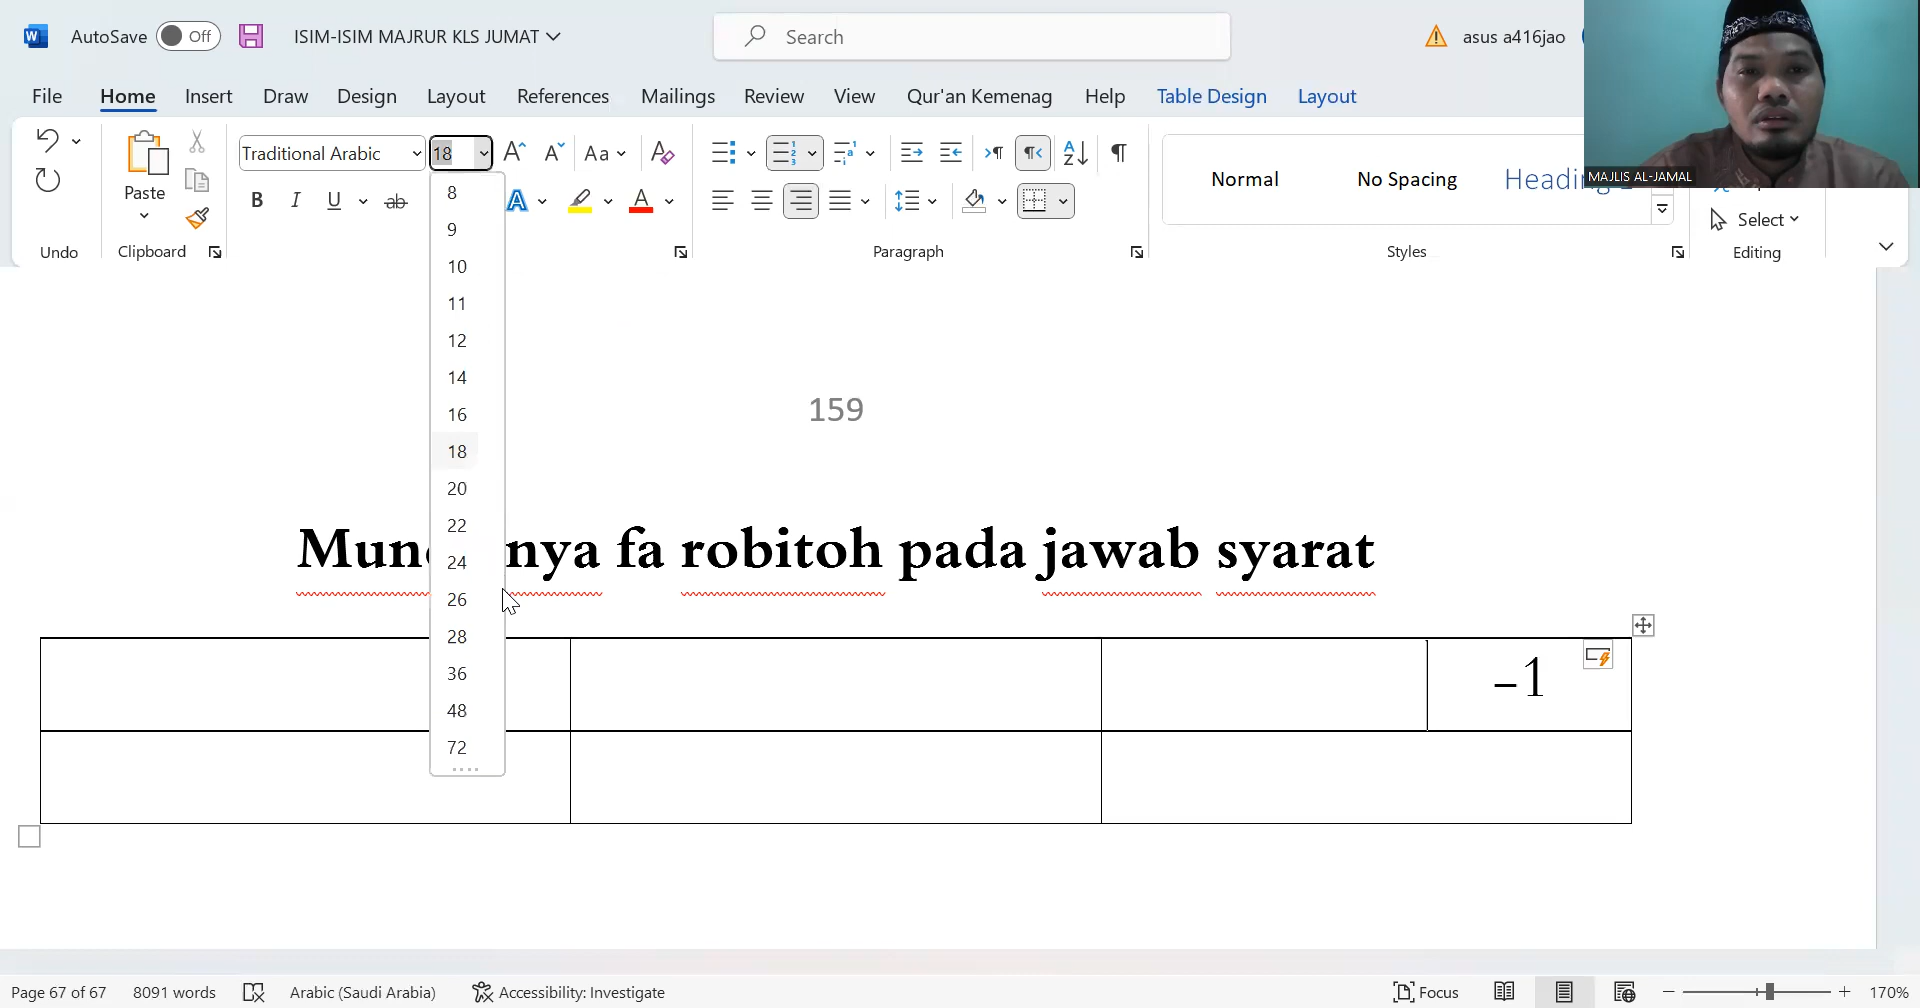 AutoSave Off ISIM-ISIM MAJRUR KLS JUMAT Search asus a416jao
File Home Insert Draw Design Layout References Mailings Review View Qur'an Kemenag Help Table Design Layout
MAJLIS AL-JAMAL
Traditional Arabic 18
Paste
Normal No Spacing Heading
Select
Undo Clipboard Paragraph Styles Editing
8
9
10
11
12
14
16
18
20
22
24
26
28
36
48
72
159
nya fa robitoh pada jawab syarat
–1
Page 67 of 67 8091 words Arabic (Saudi Arabia) Accessibility: Investigate Focus 170%